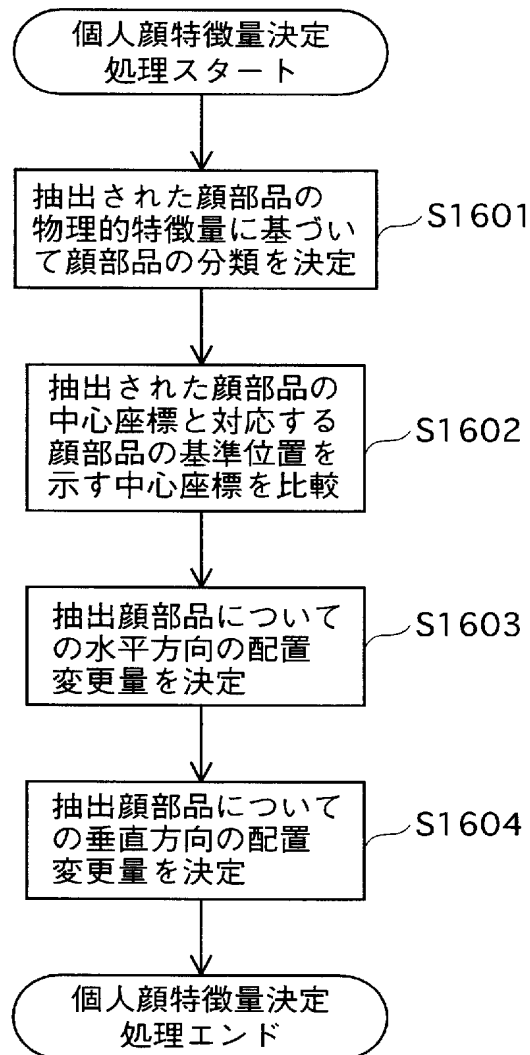 個人顔特徴量決定
処理スタート
抽出された顔部品の
物理的特徴量に基づい
て顔部品の分類を決定
S1601
抽出された顔部品の
中心座標と対応する
顔部品の基準位置を
示す中心座標を比較
S1602
抽出顔部品について
の水平方向の配置
変更量を決定
S1603
抽出顔部品について
の垂直方向の配置
変更量を決定
S1604
個人顔特徴量決定
処理エンド